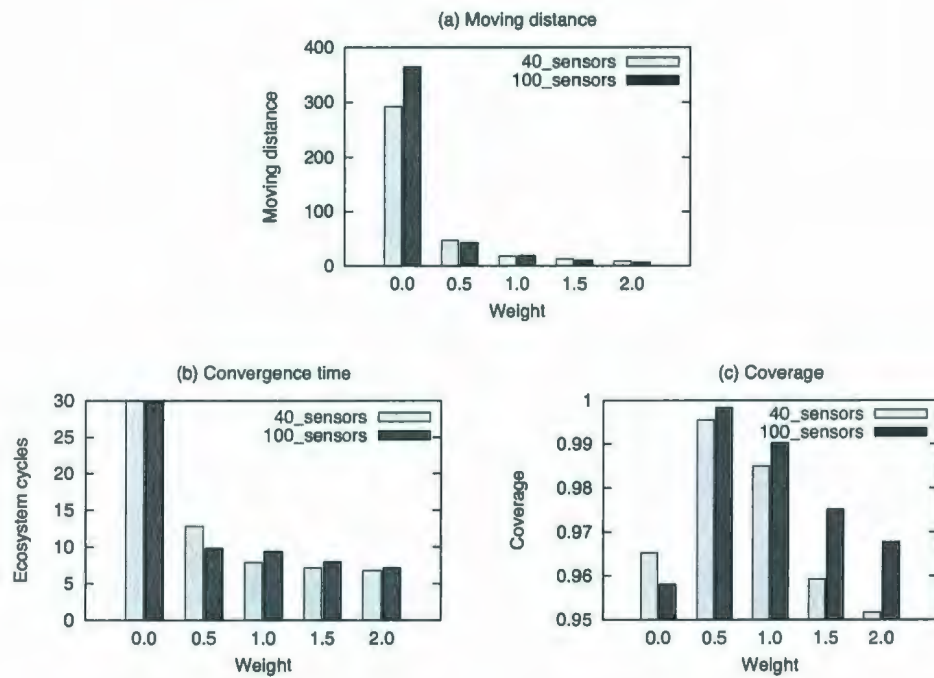 (a) Moving distance
400
300
200
100
0
Moving distance
40_sensors
100_sensors
0.0 0.5 1.0 1.5 2.0
Weight
(b) Convergence time
30
25
20
15
10
5
0
Ecosystem cycles
40_sensors
100_sensors
0.0 0.5 1.0 1.5 2.0
Weight
(c) Coverage
1
0.99
0.98
0.97
0.96
0.95
Coverage
40_sensors
100_sensors
0.0 0.5 1.0 1.5 2.0
Weight